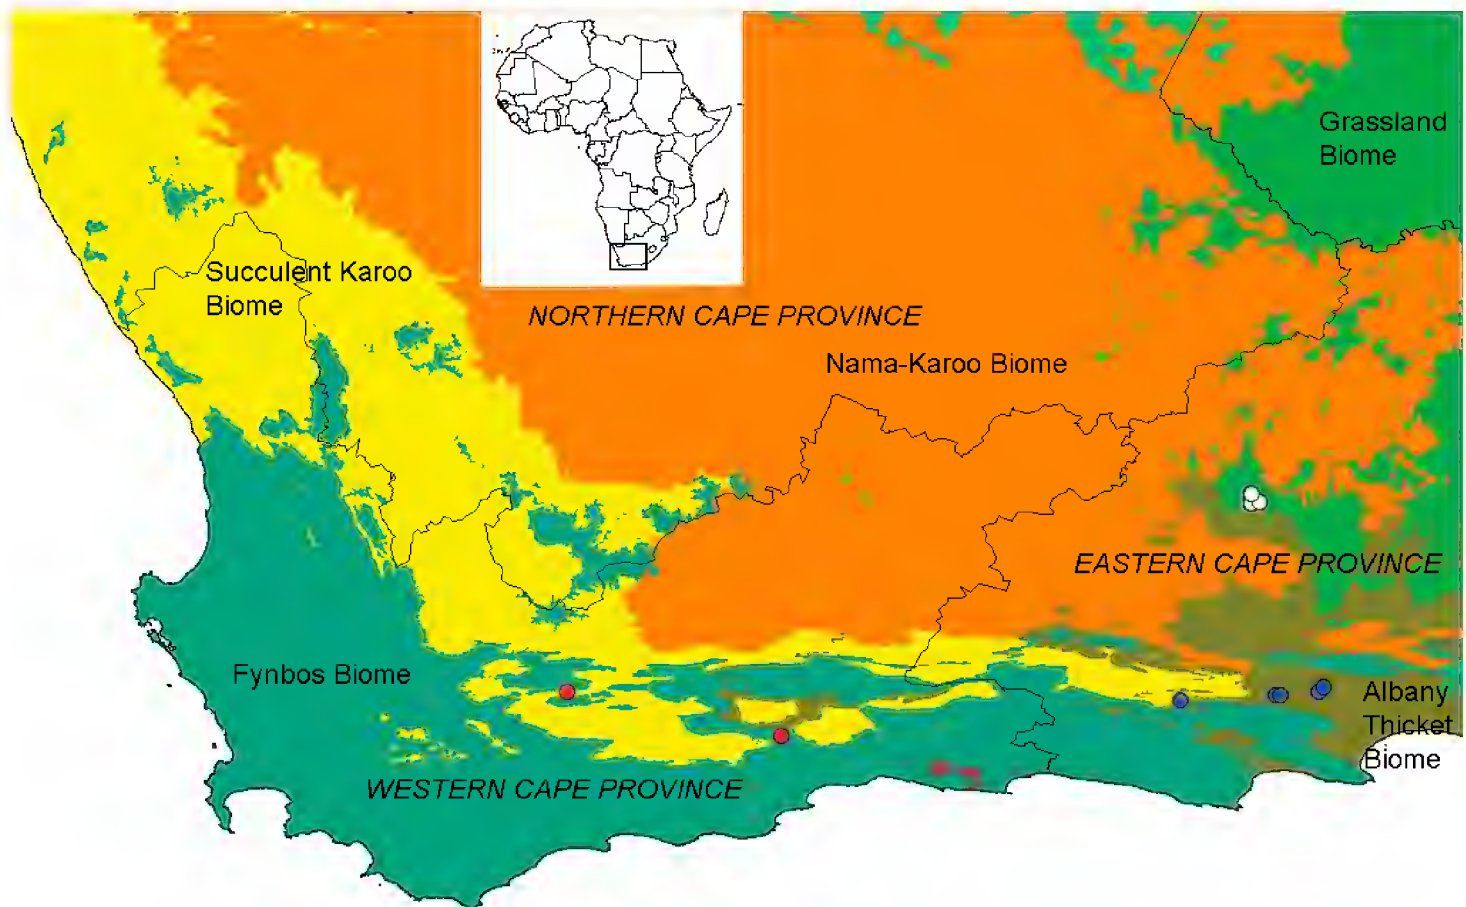 Grassland
Biome
Succulent Karoo
Biome
NORTHERN CAPE PROVINCE
Nama-Karoo Biome
EASTERN CAPE PROVINCE
Fynbos Biome
Albany
Thicket
Biome
WESTERN CAPE PROVINCE